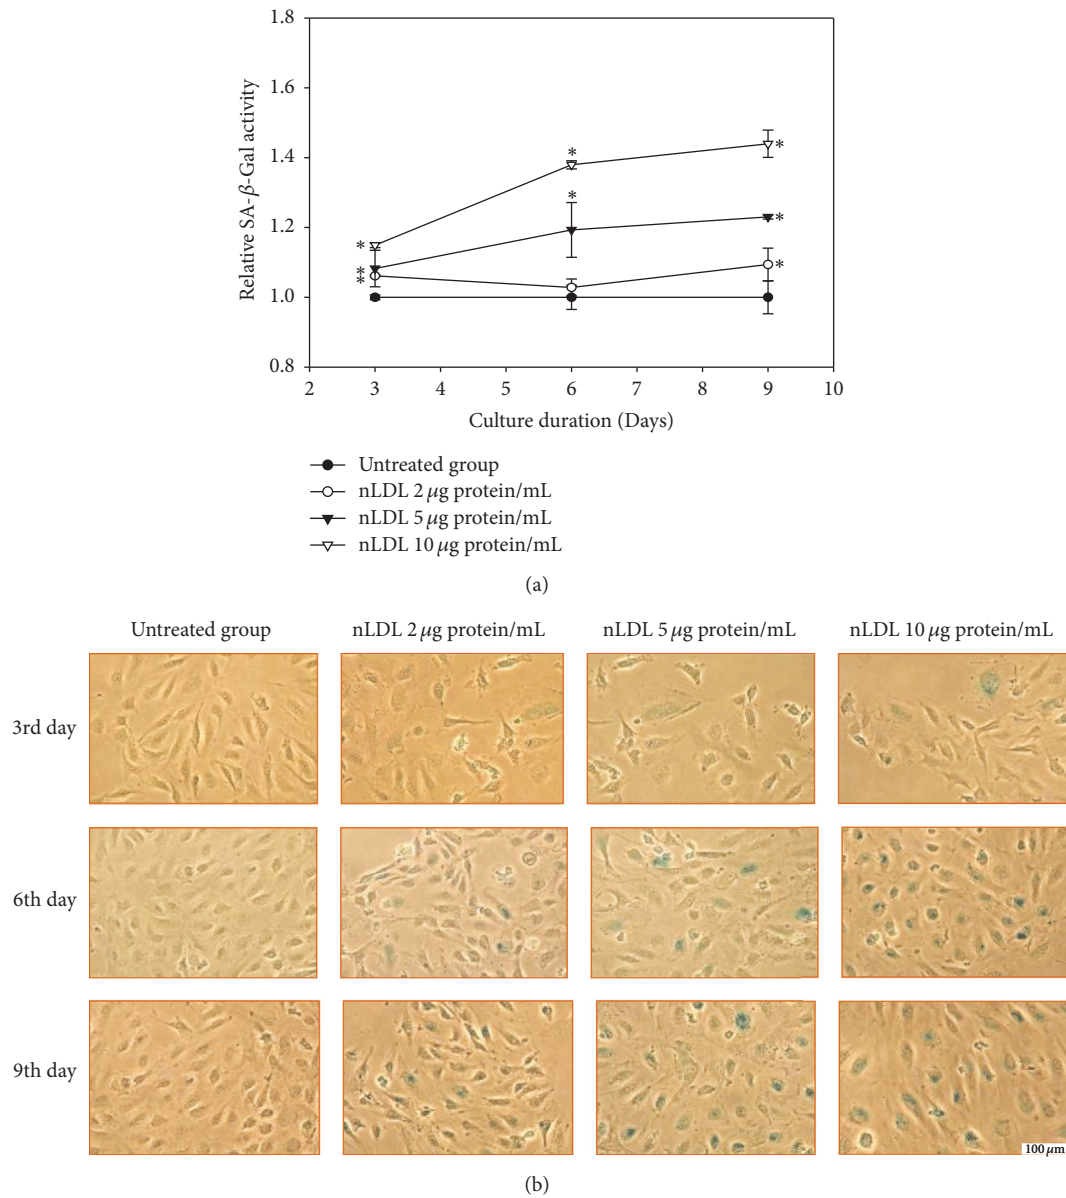 1.8
1.6
1.4
1.2
1.0
0.8
Relative SA-β-Gal activity
* * * * * * * *
2 3 4 5 6 7 8 9 10
Culture duration (Days)
Untreated group
nLDL 2 μg protein/mL
nLDL 5 μg protein/mL
nLDL 10 μg protein/mL
(a)
Untreated group nLDL 2 μg protein/mL nLDL 5 μg protein/mL nLDL 10 μg protein/mL
3rd day
6th day
9th day
100 μm
(b)